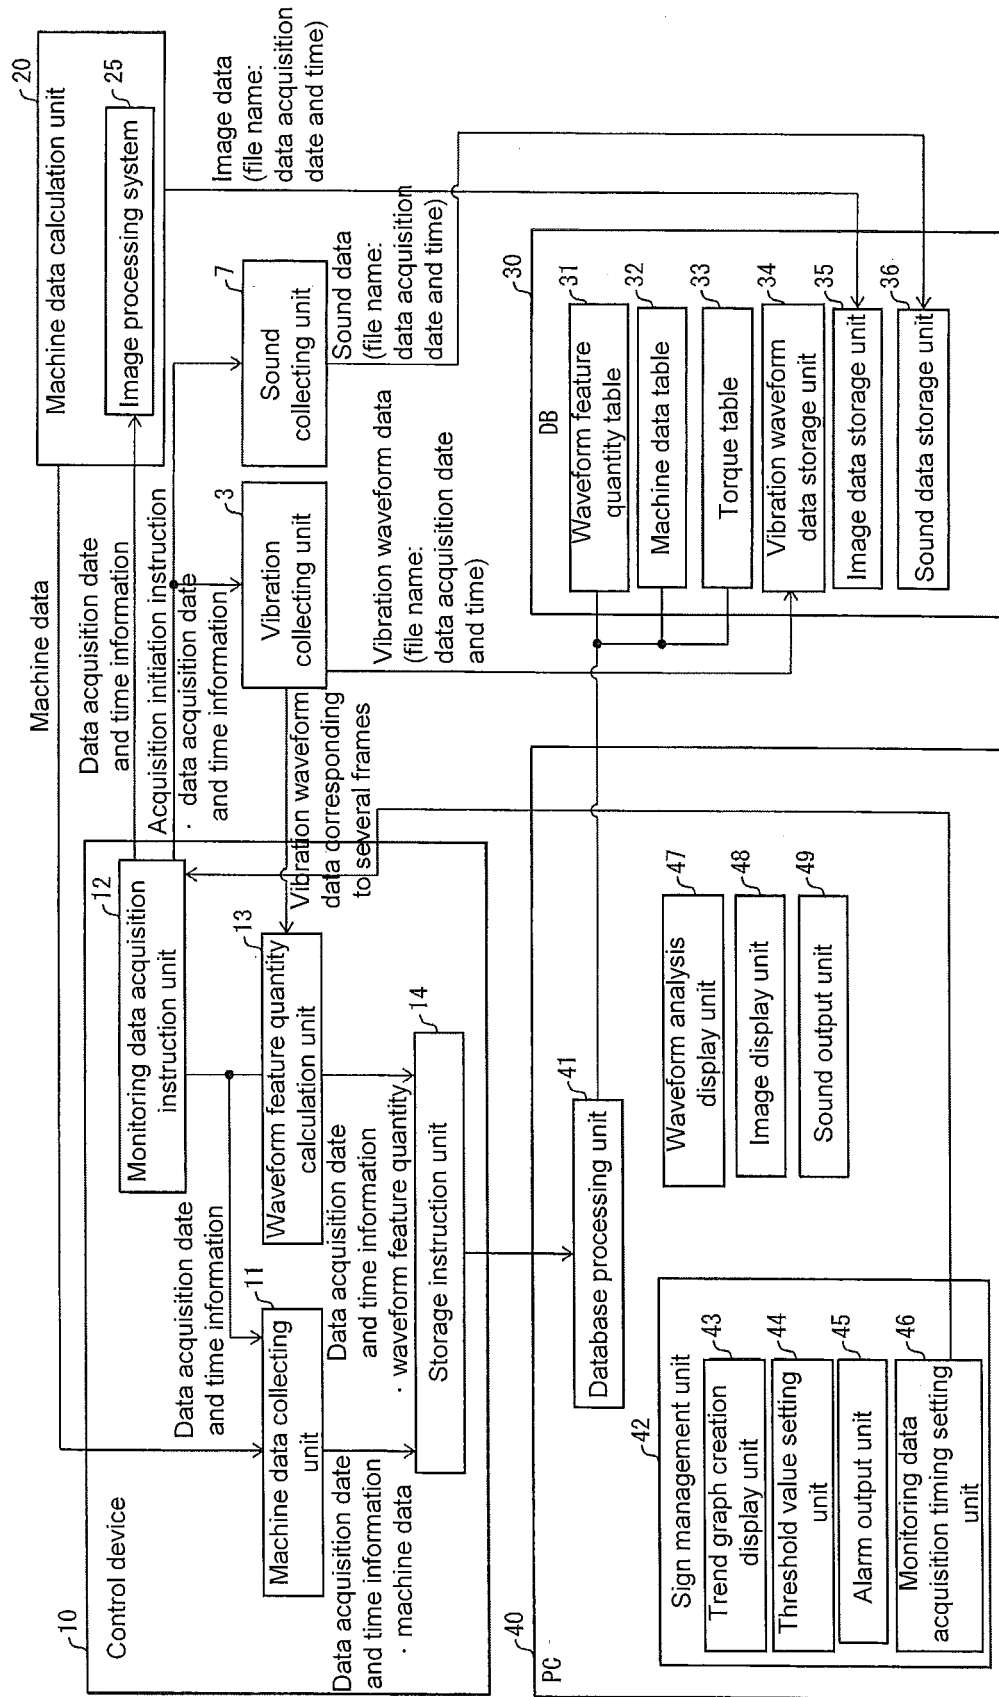 10
Control device
Machine data
Data acquisition date
and time information
Acquisition initiation instruction
· data acquisition date
and time information
20
Machine data calculation unit
25
Image processing system
Image data
(file name:
data acquisition
date and time)
12
Monitoring data acquisition
instruction unit
Data acquisition date
and time information
11
Machine data collecting
unit
13
Waveform feature quantity
calculation unit
Vibration waveform
data corresponding
to several frames
3
Vibration
collecting unit
7
Sound
collecting unit
Sound data
(file name:
data acquisition
date and time)
Vibration waveform data
(file name:
data acquisition date
and time)
Data acquisition date
and time information
· machine data
Data acquisition date
and time information
· waveform feature quantity
14
Storage instruction unit
40
PC
41
Database processing unit
42
Sign management unit
43
Trend graph creation
display unit
44
Threshold value setting
unit
45
Alarm output unit
46
Monitoring data
acquisition timing setting
unit
47
Waveform analysis
display unit
48
Image display unit
49
Sound output unit
30
DB
31
Waveform feature
quantity table
32
Machine data table
33
Torque table
34
Vibration waveform
data storage unit
35
Image data storage unit
36
Sound data storage unit